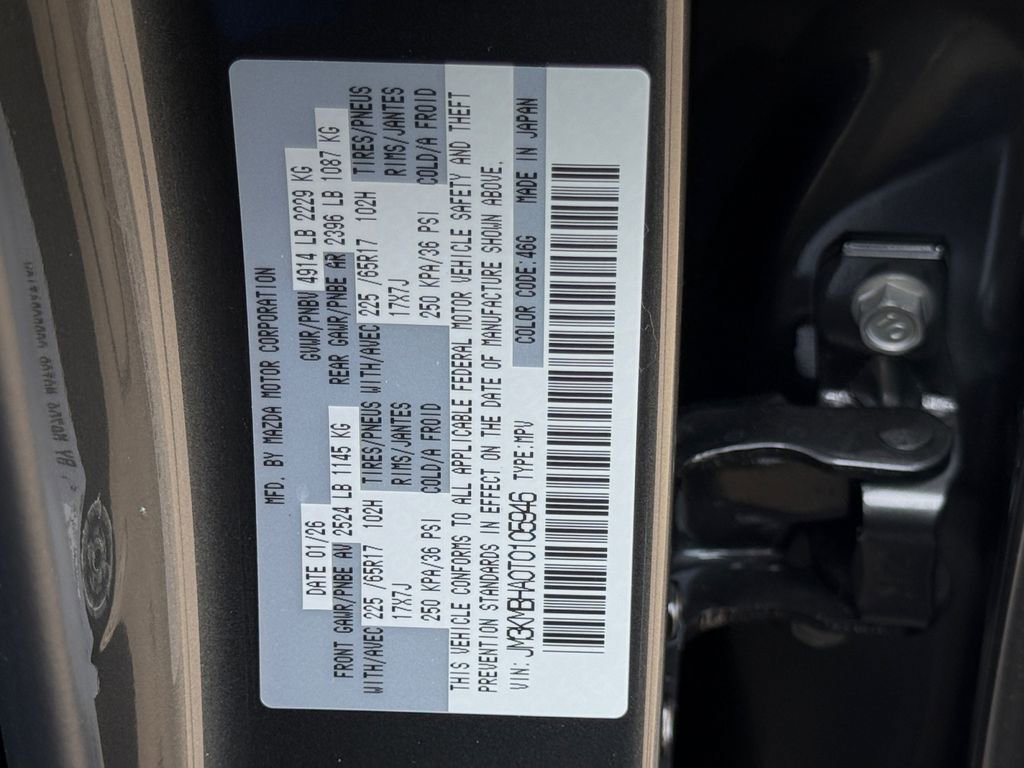 MFD. BY MAZDA MOTOR CORPORATION
DATE 01/26 GVWR/PNBV 4914 LB 2229 KG
FRONT GAWR/PNBE AV 2524 LB 1145 KG REAR GAWR/PNBE AR 2396 LB 1087 KG
WITH/AVEC 225 /65R17 102H TIRES/PNEUS WITH/AVEC 225 /65R17 102H TIRES/PNEUS
17X7J RIMS/JANTES 17X7J RIMS/JANTES
250 KPA/36 PSI COLD/A FROID 250 KPA/36 PSI COLD/A FROID
THIS VEHICLE CONFORMS TO ALL APPLICABLE FEDERAL MOTOR VEHICLE SAFETY AND THEFT
PREVENTION STANDARDS IN EFFECT ON THE DATE OF MANUFACTURE SHOWN ABOVE.
VIN: JM3KMBHA0T0105946 TYPE:MPV COLOR CODE:46G MADE IN JAPAN